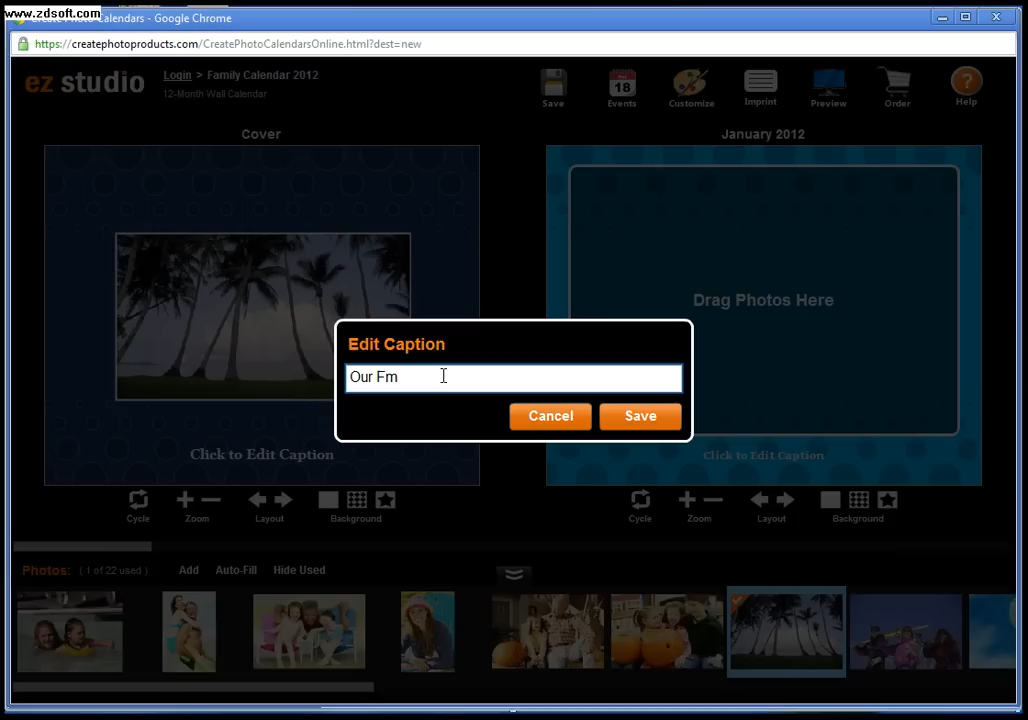 www.zdsoft.com
Create Photo Calendars - Google Chrome
https://createphotoproducts.com/CreatePhotoCalendarsOnline.html?dest=new
ez studio
Login > Family Calendar 2012
12-Month Wall Calendar
Save
May
18
Events
Customize
Imprint
Preview
Order
?
Help
Cover
January 2012
Drag Photos Here
Edit Caption
Our Fm
Cancel
Save
Click to Edit Caption
Click to Edit Caption
Cycle
Zoom
Layout
Background
Cycle
Zoom
Layout
Background
Photos: ( 1 of 22 used ) Add Auto-Fill Hide Used